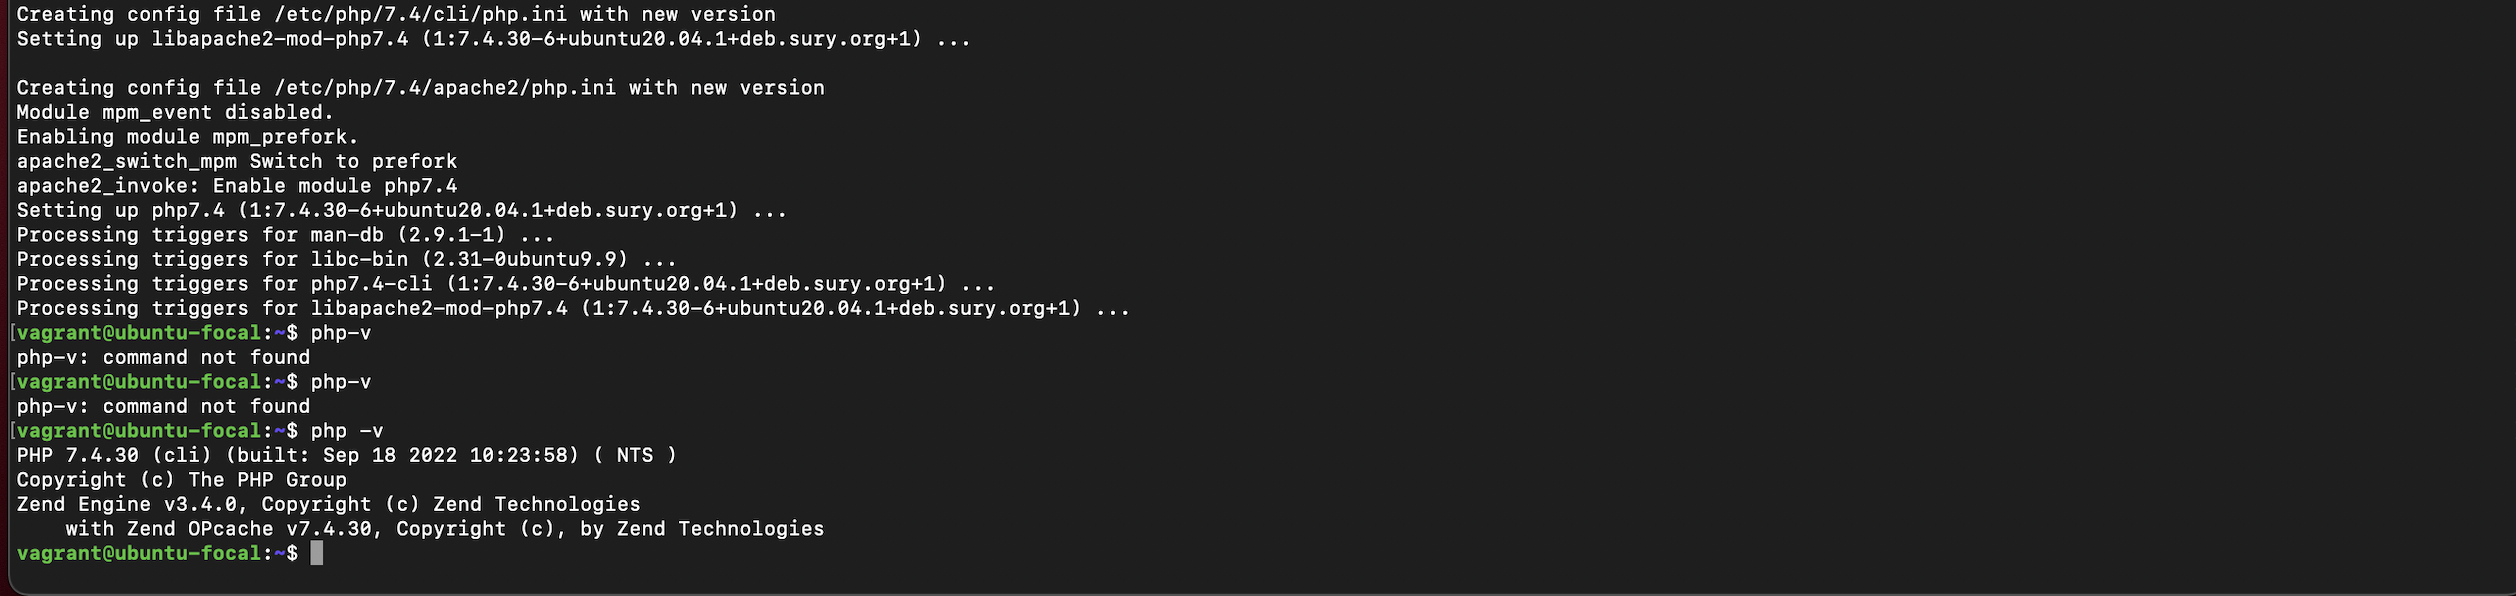 Creating config file /etc/php/7.4/cli/php.ini with new version
Setting up libapache2-mod-php7.4 (1:7.4.30-6+ubuntu20.04.1+deb.sury.org+1) ...
Creating config file /etc/php/7.4/apache2/php.ini with new version
Module mpm_event disabled.
Enabling module mpm_prefork.
apache2_switch_mpm Switch to prefork
apache2_invoke: Enable module php7.4
Setting up php7.4 (1:7.4.30-6+ubuntu20.04.1+deb.sury.org+1) ...
Processing triggers for man-db (2.9.1-1) ...
Processing triggers for libc-bin (2.31-0ubuntu9.9) ...
Processing triggers for php7.4-cli (1:7.4.30-6+ubuntu20.04.1+deb.sury.org+1) ...
Processing triggers for libapache2-mod-php7.4 (1:7.4.30-6+ubuntu20.04.1+deb.sury.org+1) ...
[vagrant@ubuntu-focal:~$ php-v
php-v: command not found
[vagrant@ubuntu-focal:~$ php-v
php-v: command not found
[vagrant@ubuntu-focal:~$ php -v
PHP 7.4.30 (cli) (built: Sep 18 2022 10:23:58) ( NTS )
Copyright (c) The PHP Group
Zend Engine v3.4.0, Copyright (c) Zend Technologies
    with Zend OPcache v7.4.30, Copyright (c), by Zend Technologies
vagrant@ubuntu-focal:~$